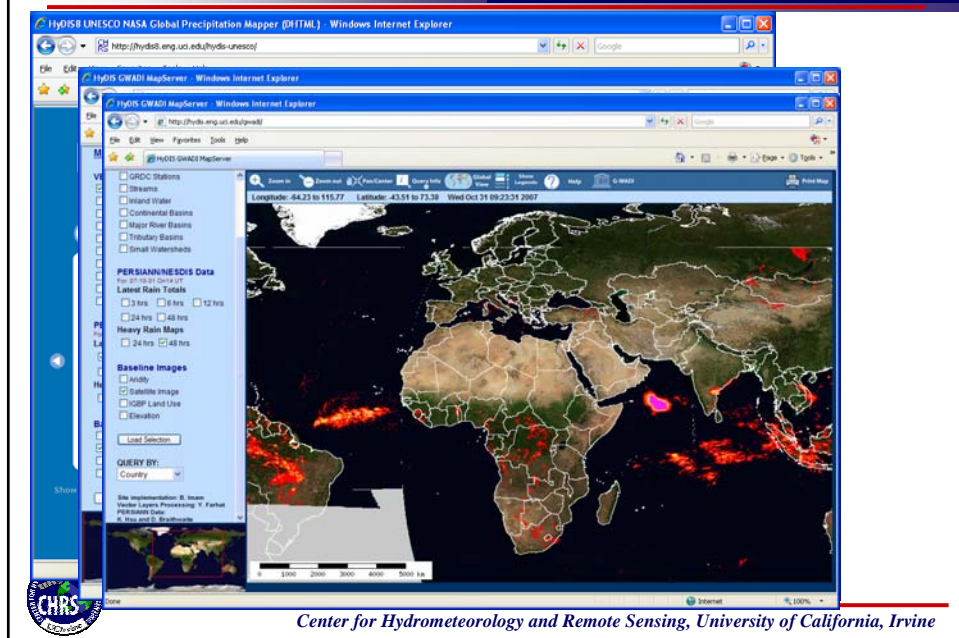 HyDIS8 UNESCO NASA Global Precipitation Mapper (DHTML) - Windows Internet Explorer
http://hydis8.eng.uci.edu/hydis-unesco/
Google
File Edit
HyDIS GWADI MapServer - Windows Internet Explorer
HyDIS GWADI MapServer - Windows Internet Explorer
http://hydis.eng.uci.edu/gwadi/
Google
File Edit View Favorites Tools Help
HyDIS GWADI MapServer
Page Tools
GRDC Stations
Streams
Inland Water
Continental Basins
Major River Basins
Tributary Basins
Small Watersheds
PERSIANN/NESDIS Data
Latest Rain Totals
3 hrs 6 hrs 12 hrs
24 hrs 48 hrs
Heavy Rain Maps
24 hrs 48 hrs
Baseline Images
Aridity
Satellite Image
IGBP Land Use
Elevation
Load Selection
QUERY BY:
Country
Site implementation: B. Imam
Vector Layers Processing: Y. Farhat
PERSIANN Data:
K. Hsu and D. Braithwaite
Zoom in Zoom out Pan/Center Query Info Global View Show Legends Help G-WADI Print Map
Longitude: -64.23 to 115.77 Latitude: -43.51 to 73.38 Wed Oct 31 09:23:31 2007
0 1000 2000 3000 4000 5000 km
Show
Done
Internet
100%
CHRS
Center for Hydrometeorology and Remote Sensing, University of California, Irvine